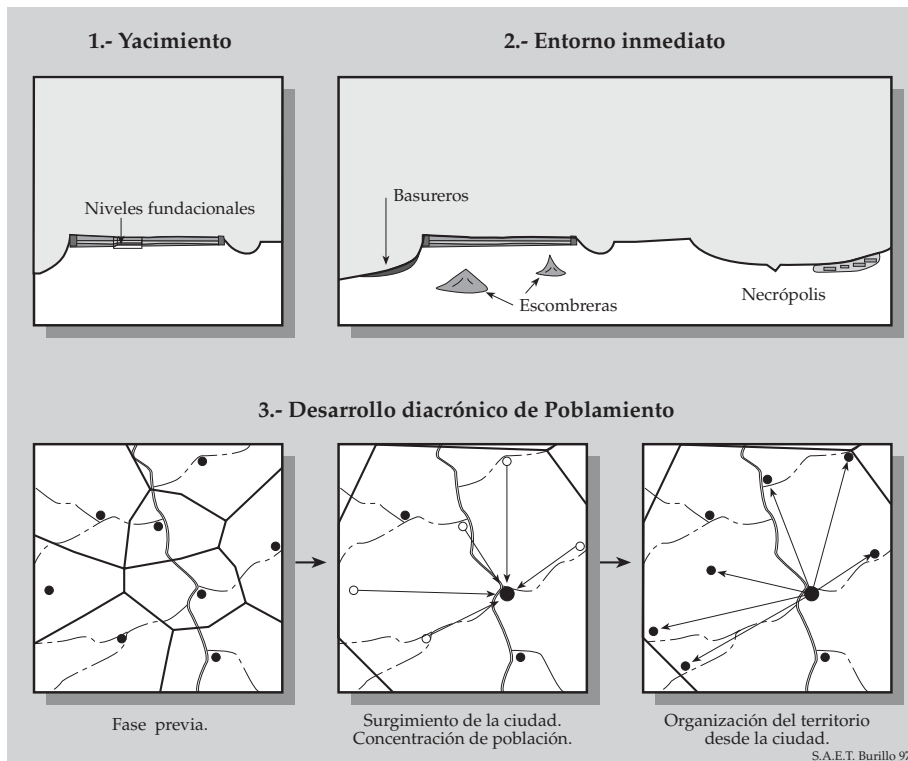 1.- Yacimiento
2.- Entorno inmediato
Niveles fundacionales
Basureros
Escombreras
Necrópolis
3.- Desarrollo diacrónico de Poblamiento
Fase previa.
Surgimiento de la ciudad.
Concentración de población.
Organización del territorio
desde la ciudad.
S.A.E.T. Burillo 97